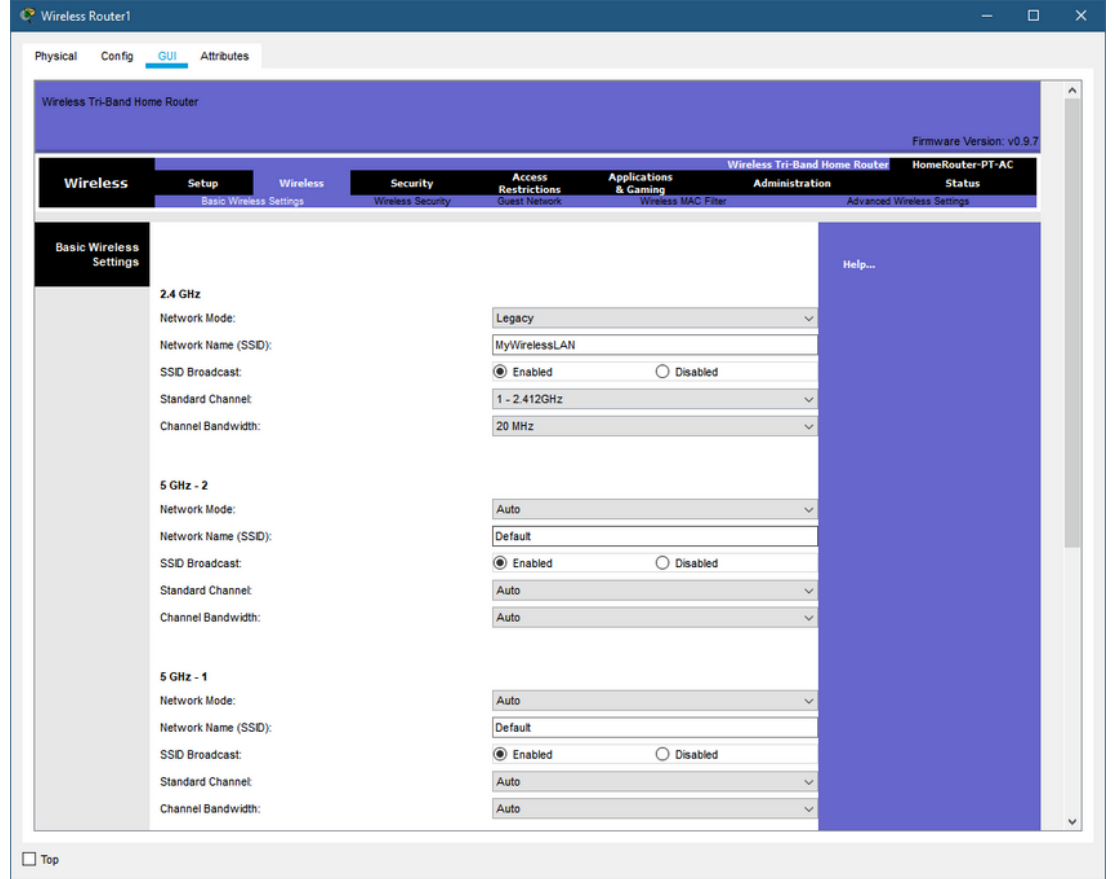 Wireless Router1
Physical Config GUI Attributes
Wireless Tri-Band Home Router
Firmware Version: v0.9.7
Wireless Tri-Band Home Router HomeRouter-PT-AC
Wireless Setup Wireless Security Access Restrictions Applications & Gaming Administration Status
Basic Wireless Settings Wireless Security Guest Network Wireless MAC Filter Advanced Wireless Settings
Basic Wireless
Settings
Help...
2.4 GHz
Network Mode: Legacy
Network Name (SSID): MyWirelessLAN
SSID Broadcast: Enabled Disabled
Standard Channel: 1 - 2.412GHz
Channel Bandwidth: 20 MHz
5 GHz - 2
Network Mode: Auto
Network Name (SSID): Default
SSID Broadcast: Enabled Disabled
Standard Channel: Auto
Channel Bandwidth: Auto
5 GHz - 1
Network Mode: Auto
Network Name (SSID): Default
SSID Broadcast: Enabled Disabled
Standard Channel: Auto
Channel Bandwidth: Auto
Top